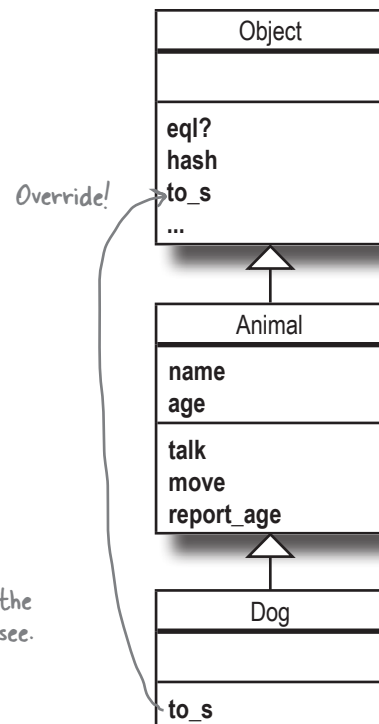 Object
eql?
hash
Override!
to_s
...
Animal
name
age
talk
move
report_age
the
see.
Dog
to_s